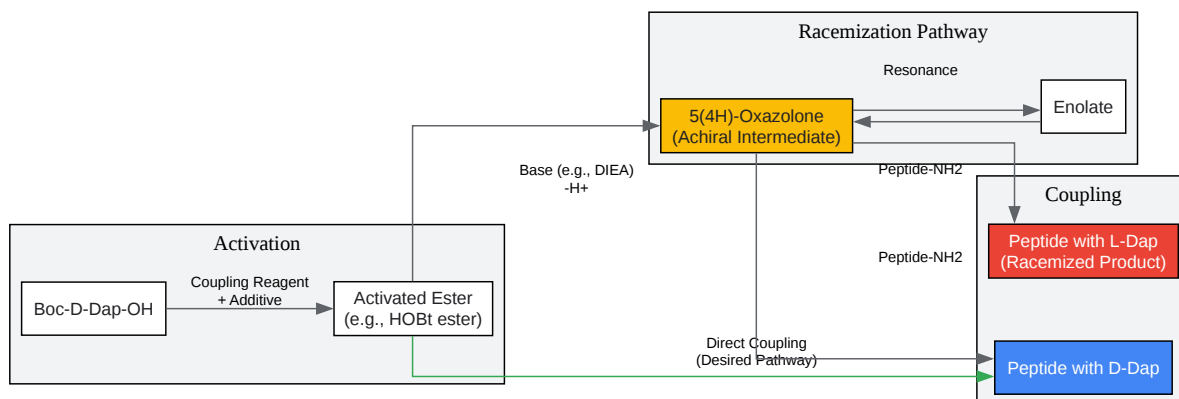 Racemization Pathway
Resonance
5(4H)-Oxazolone
(Achiral Intermediate)
Enolate
Base (e.g., DIEA)
-H+
Peptide-NH2
Coupling
Activation
Peptide with L-Dap
(Racemized Product)
Peptide-NH2
Boc-D-Dap-OH
Coupling Reagent
+ Additive
Activated Ester
(e.g., HOBt ester)
Direct Coupling
(Desired Pathway)
Peptide with D-Dap